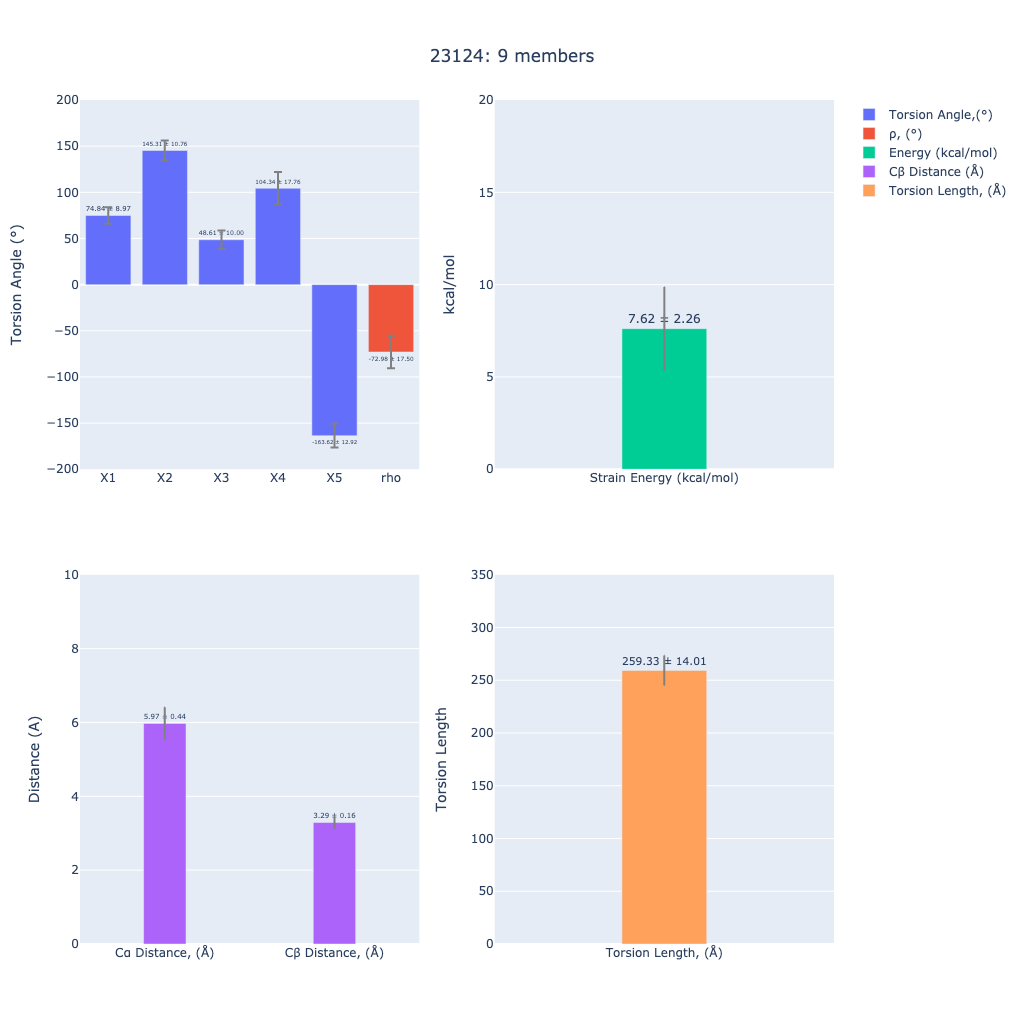 23124: 9 members
Torsion Angle (°)
200
150
100
50
0
−50
−100
−150
−200
74.84 ± 8.97
145.31 ± 10.76
48.61 ± 10.00
104.34 ± 17.76
-163.62 ± 12.92
-72.98 ± 17.50
X1 X2 X3 X4 X5 rho
kcal/mol
20
15
10
5
0
7.62 ± 2.26
Strain Energy (kcal/mol)
Torsion Angle,(°)
ρ, (°)
Energy (kcal/mol)
Cβ Distance (Å)
Torsion Length, (Å)
Distance (A)
10
8
6
4
2
0
5.97 ± 0.44
3.29 ± 0.16
Cα Distance, (Å) Cβ Distance, (Å)
Torsion Length
350
300
250
200
150
100
50
0
259.33 ± 14.01
Torsion Length, (Å)